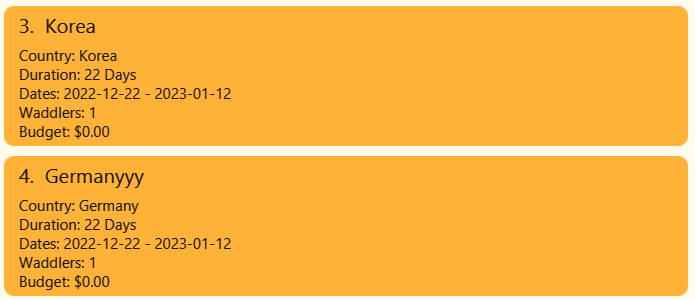 3. Korea
Country: Korea
Duration: 22 Days
Dates: 2022-12-22 - 2023-01-12
Waddlers: 1
Budget: $0.00
4. Germanyyy
Country: Germany
Duration: 22 Days
Dates: 2022-12-22 - 2023-01-12
Waddlers: 1
Budget: $0.00